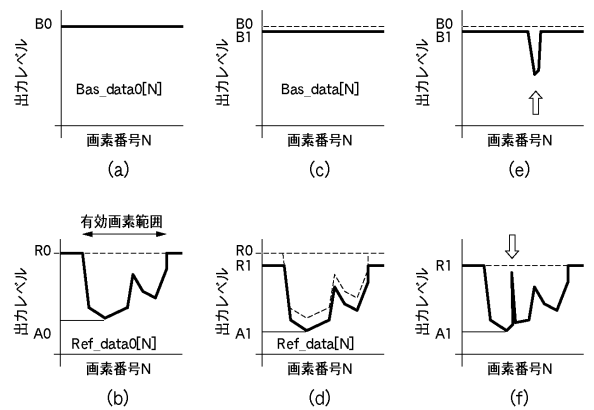 B0
出力レベル
Bas_data0[N]
画素番号N
(a)
B0
B1
出力レベル
Bas_data[N]
画素番号N
(c)
B0
B1
出力レベル
画素番号N
(e)
有効画素範囲
R0
出力レベル
A0
Ref_data0[N]
画素番号N
(b)
R0
R1
出力レベル
A1
Ref_data[N]
画素番号N
(d)
R1
出力レベル
A1
画素番号N
(f)